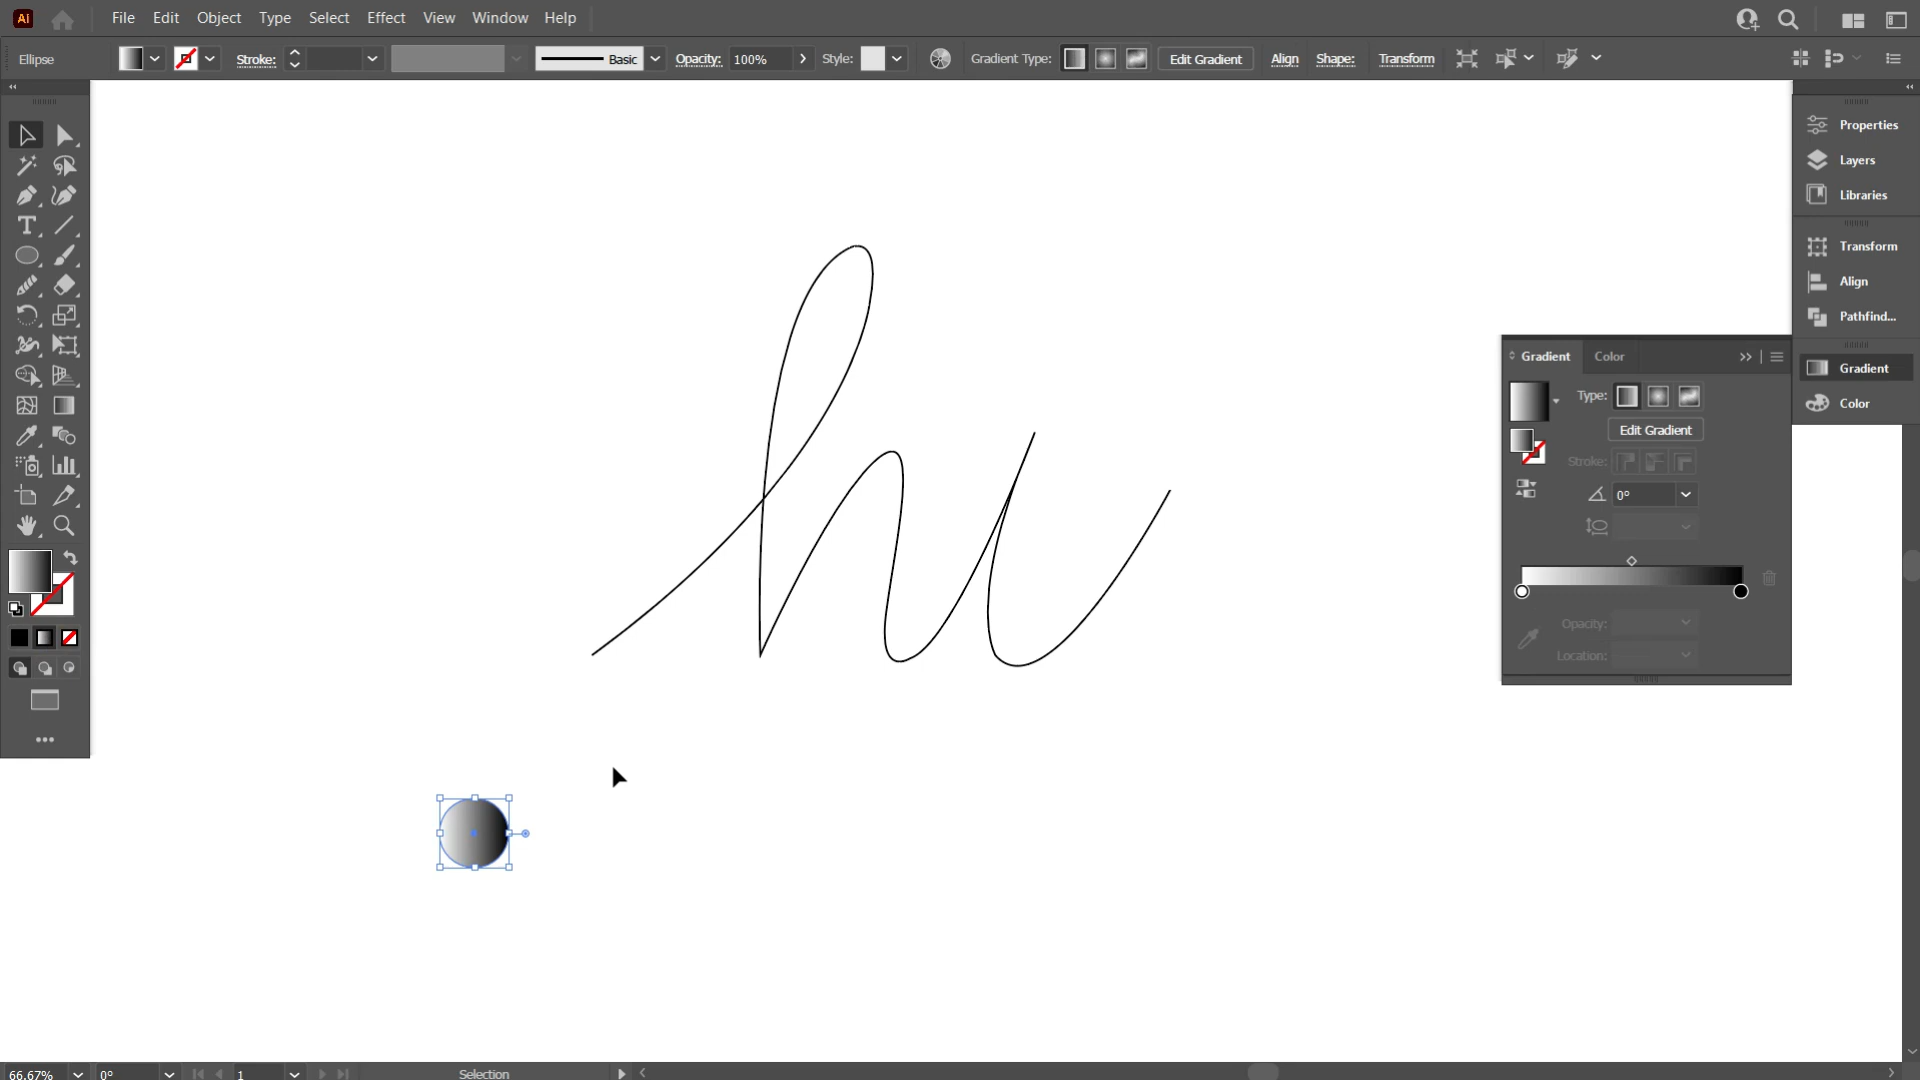 Ai File Edit Object Type Select Effect View Window Help
Ellipse Stroke: Basic Opacity: 100% Style: Gradient Type: Edit Gradient Align Shape: Transform
Properties
Layers
Libraries
Transform
Align
Pathfind...
Gradient
Color
hi
Gradient Color
Type:
Edit Gradient
Stroke:
0°
Opacity:
Location:
66.67% 0° 1 Selection